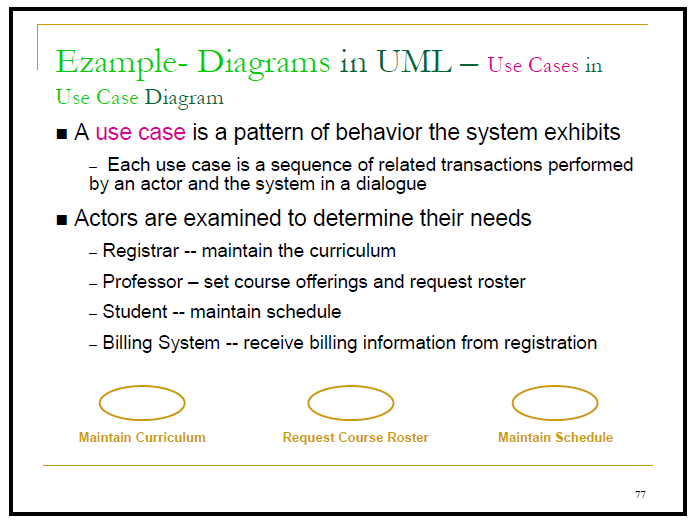 Ezample- Diagrams in UML – Use Cases in
Use Case Diagram
■ A use case is a pattern of behavior the system exhibits
– Each use case is a sequence of related transactions performed
by an actor and the system in a dialogue
■ Actors are examined to determine their needs
– Registrar -- maintain the curriculum
– Professor – set course offerings and request roster
– Student -- maintain schedule
– Billing System -- receive billing information from registration
Maintain Curriculum Request Course Roster Maintain Schedule
77